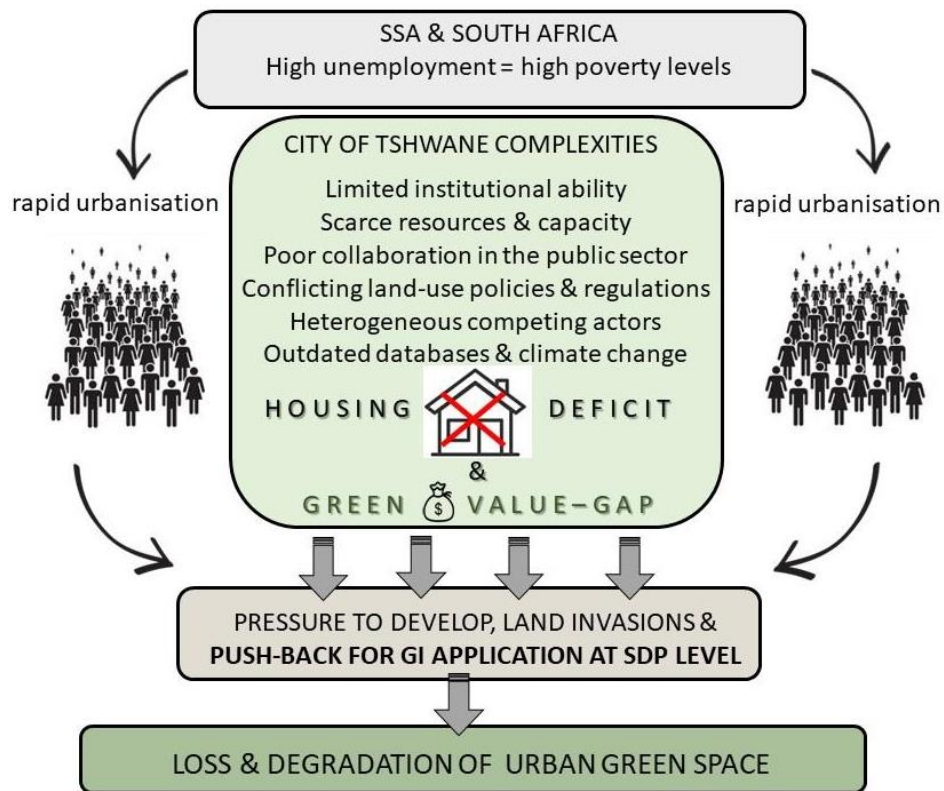 SSA & SOUTH AFRICA
High unemployment = high poverty levels
CITY OF TSHWANE COMPLEXITIES
rapid urbanisation
rapid urbanisation
Limited institutional ability
Scarce resources & capacity
Poor collaboration in the public sector
Conflicting land-use policies & regulations
Heterogeneous competing actors
Outdated databases & climate change
HOUSING DEFICIT
&
GREEN $ VALUE–GAP
PRESSURE TO DEVELOP, LAND INVASIONS &
PUSH-BACK FOR GI APPLICATION AT SDP LEVEL
LOSS & DEGRADATION OF URBAN GREEN SPACE